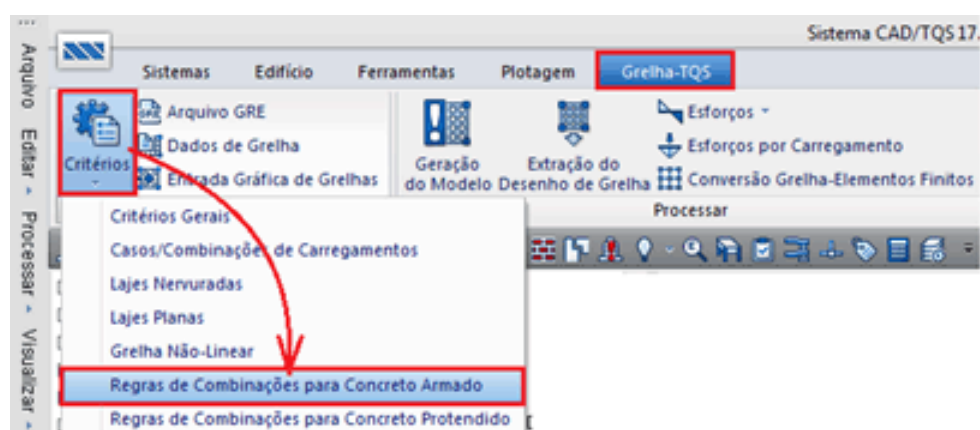 Sistema CAD/TQS 17.
Sistemas Edifício Ferramentas Plotagem Grelha-TQS
Arquivo Editar Processar Visualizar
Critérios
Arquivo GRE
Dados de Grelha
Entrada Gráfica de Grelhas
Geração do Modelo
Extração do Desenho de Grelha
Esforços
Esforços por Carregamento
Conversão Grelha-Elementos Finitos
Processar
Critérios Gerais
Casos/Combinações de Carregamentos
Lajes Nervuradas
Lajes Planas
Grelha Não-Linear
Regras de Combinações para Concreto Armado
Regras de Combinações para Concreto Protendido